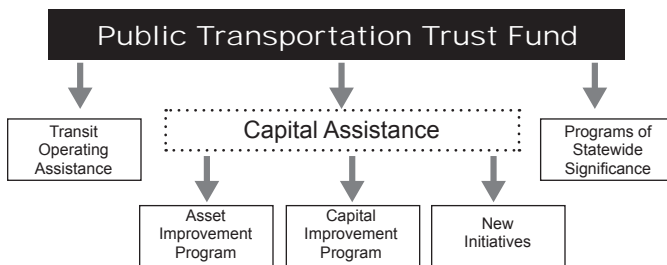 Public Transportation Trust Fund
Transit
Operating
Assistance
Capital Assistance
Programs of
Statewide
Significance
Asset
Improvement
Program
Capital
Improvement
Program
New
Initiatives